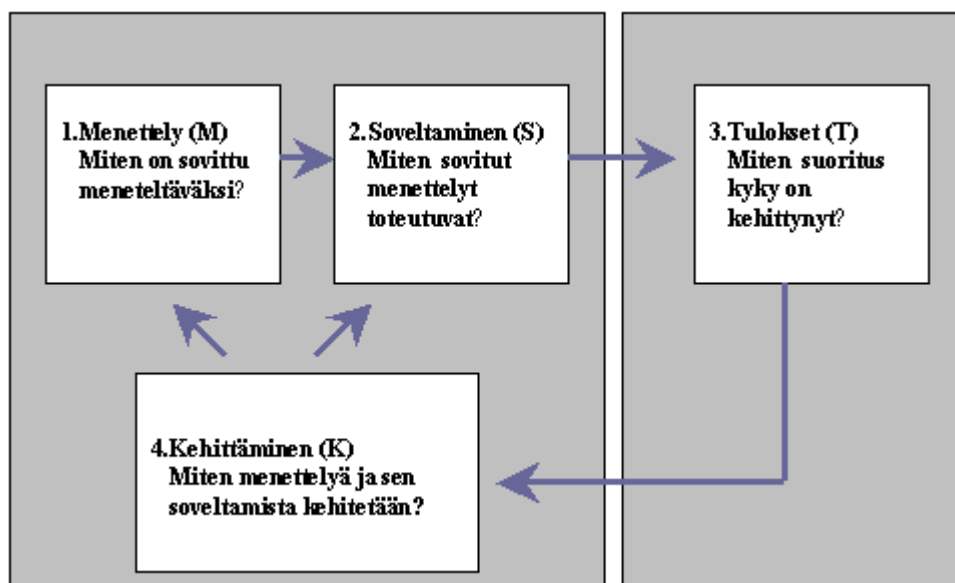 1.Menettely (M)
Miten on sovittu
meneteltäväksi?
2.Soveltaminen (S)
Miten sovitut
menettelyt
toteutuvat?
3.Tulokset (T)
Miten suoritus
kyky on
kehittynyt?
4.Kehittäminen (K)
Miten menettelyä ja sen
soveltamista kehitetään?